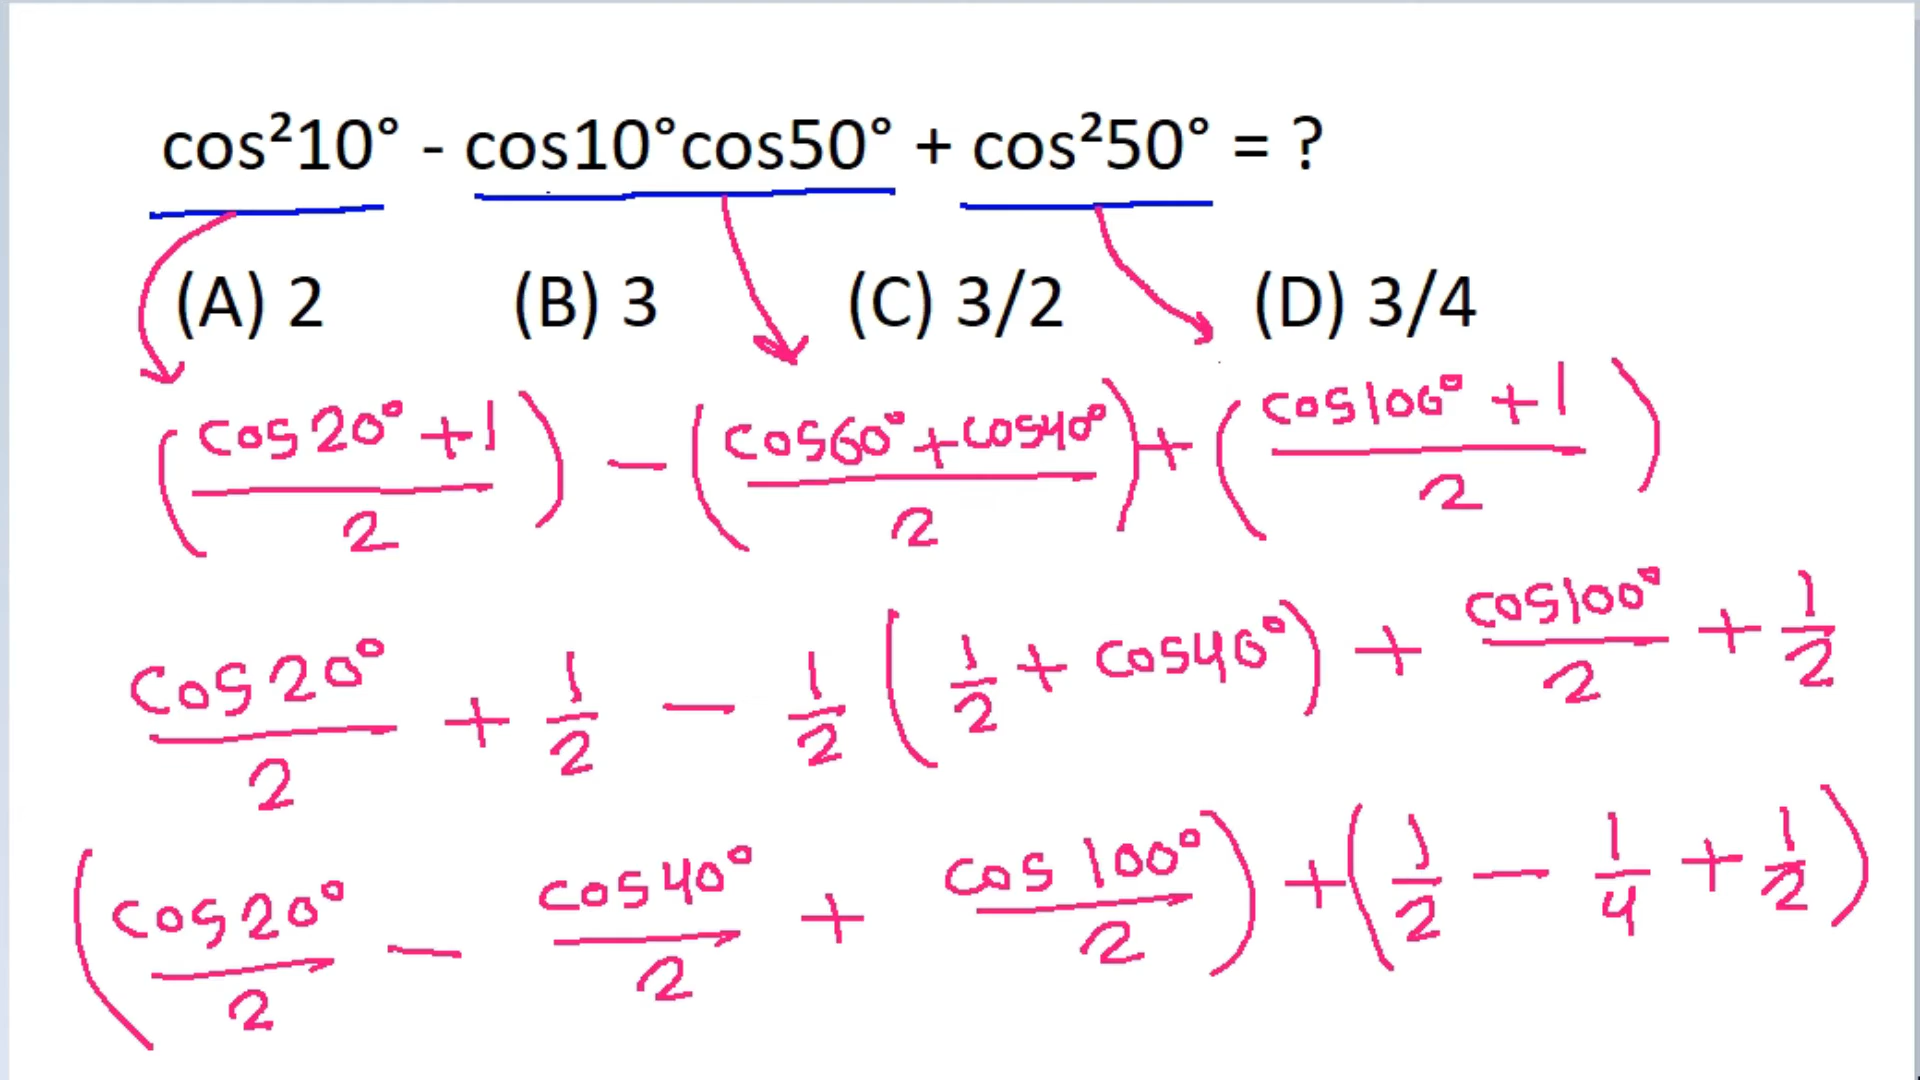 cos²10° - cos10°cos50° + cos²50° = ?
(A) 2 (B) 3 (C) 3/2 (D) 3/4
(cos20° + 1 / 2) - (cos60° + cos40° / 2) + (cos100° + 1 / 2)
cos20°/2 + 1/2 - 1/2 (1/2 + cos40°) + cos100°/2 + 1/2
(cos20°/2 - cos40°/2 + cos100°/2) + (1/2 - 1/4 + 1/2)